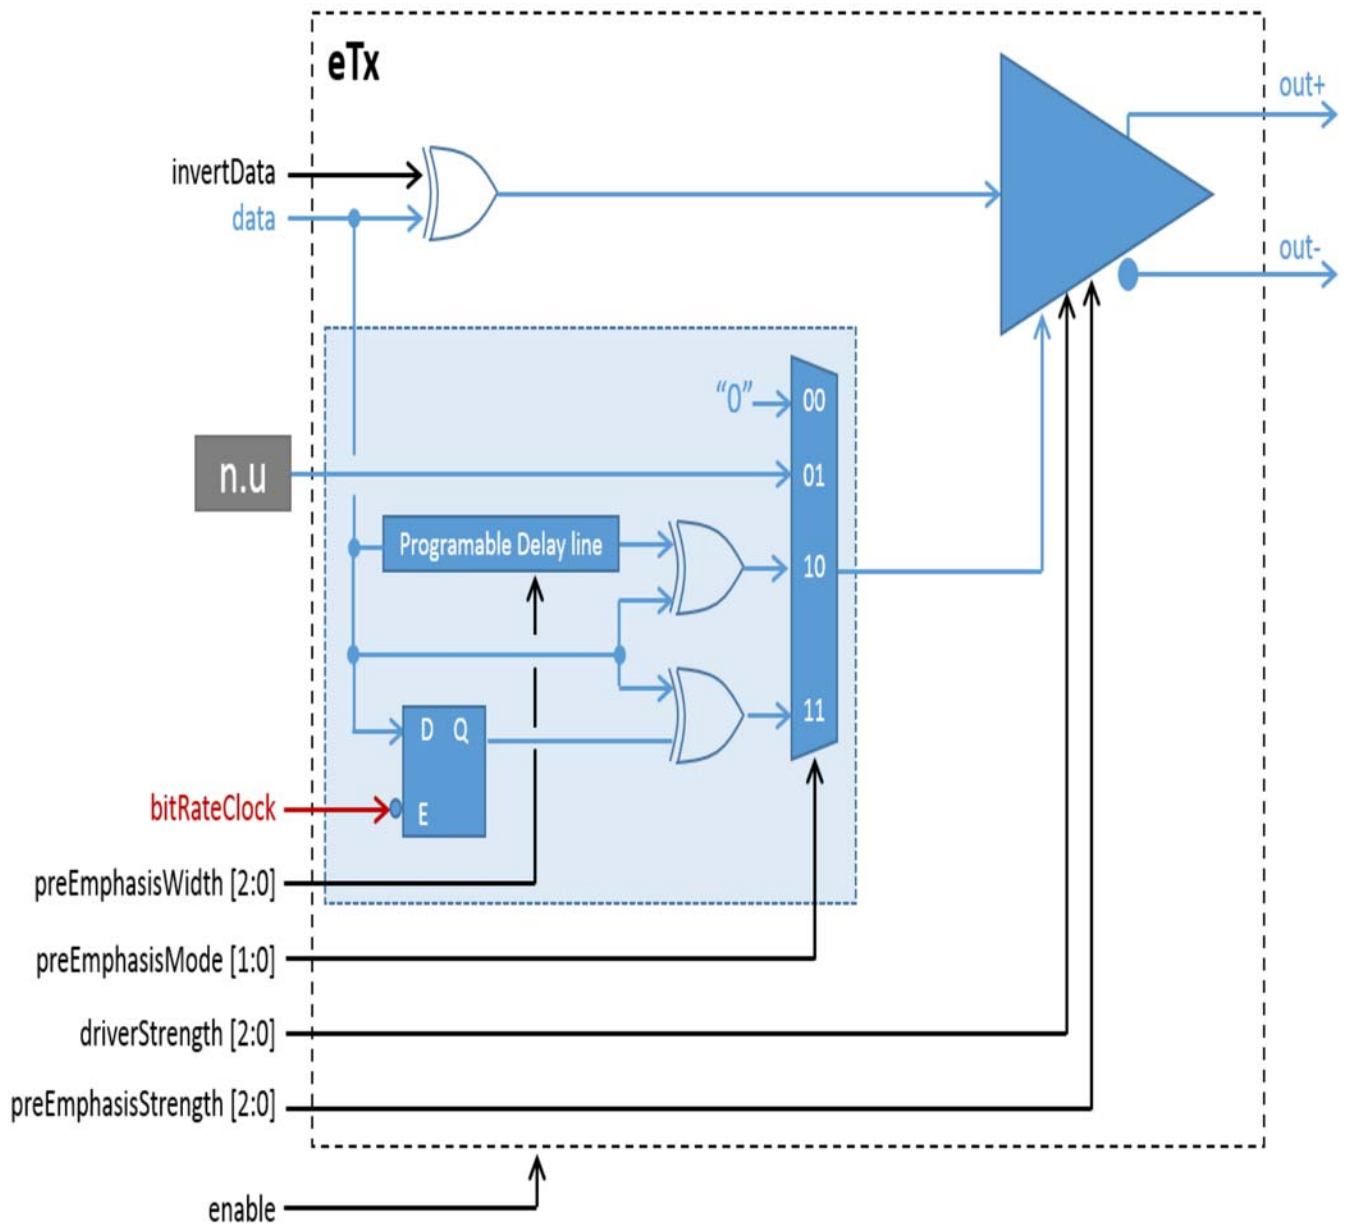 eTx
out+
invertData
data
out-
“0”
00
n.u
01
Programable Delay line
10
11
D Q
bitRateClock
E
preEmphasisWidth [2:0]
preEmphasisMode [1:0]
driverStrength [2:0]
preEmphasisStrength [2:0]
enable